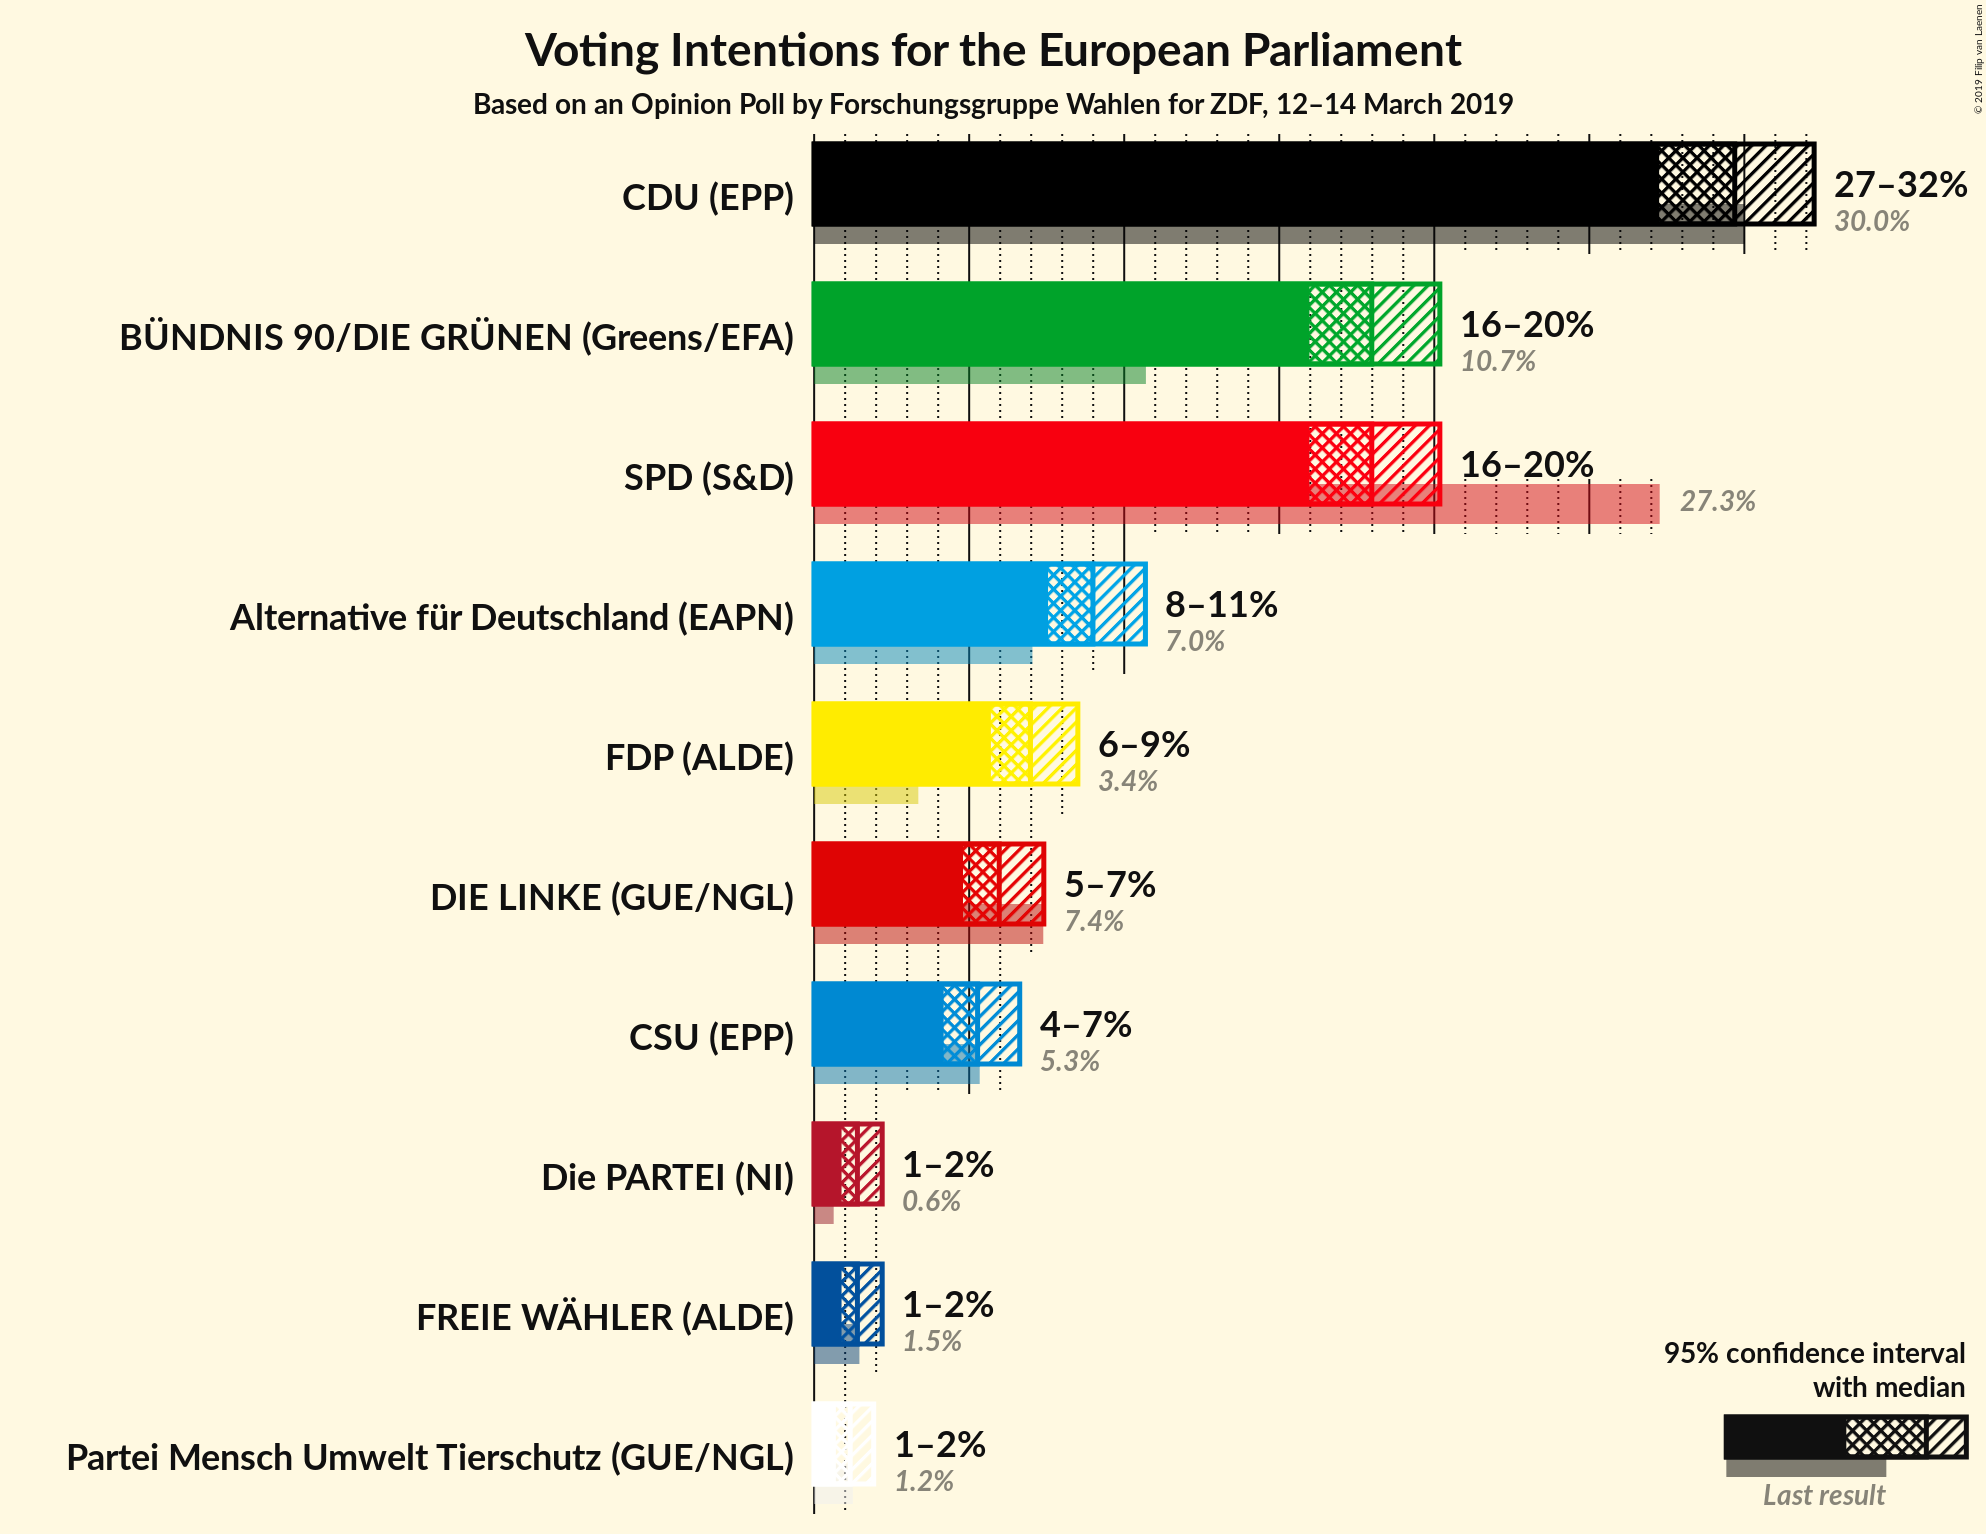 Voting Intentions for the European Parliament
Based on an Opinion Poll by Forschungsgruppe Wahlen for ZDF, 12–14 March 2019
© 2019 Filip van Laenen
CDU (EPP)
27–32%
30.0%
BÜNDNIS 90/DIE GRÜNEN (Greens/EFA)
16–20%
10.7%
SPD (S&D)
16–20%
27.3%
Alternative für Deutschland (EAPN)
8–11%
7.0%
FDP (ALDE)
6–9%
3.4%
DIE LINKE (GUE/NGL)
5–7%
7.4%
CSU (EPP)
4–7%
5.3%
Die PARTEI (NI)
1–2%
0.6%
FREIE WÄHLER (ALDE)
1–2%
1.5%
Partei Mensch Umwelt Tierschutz (GUE/NGL)
1–2%
1.2%
95% confidence interval
with median
Last result